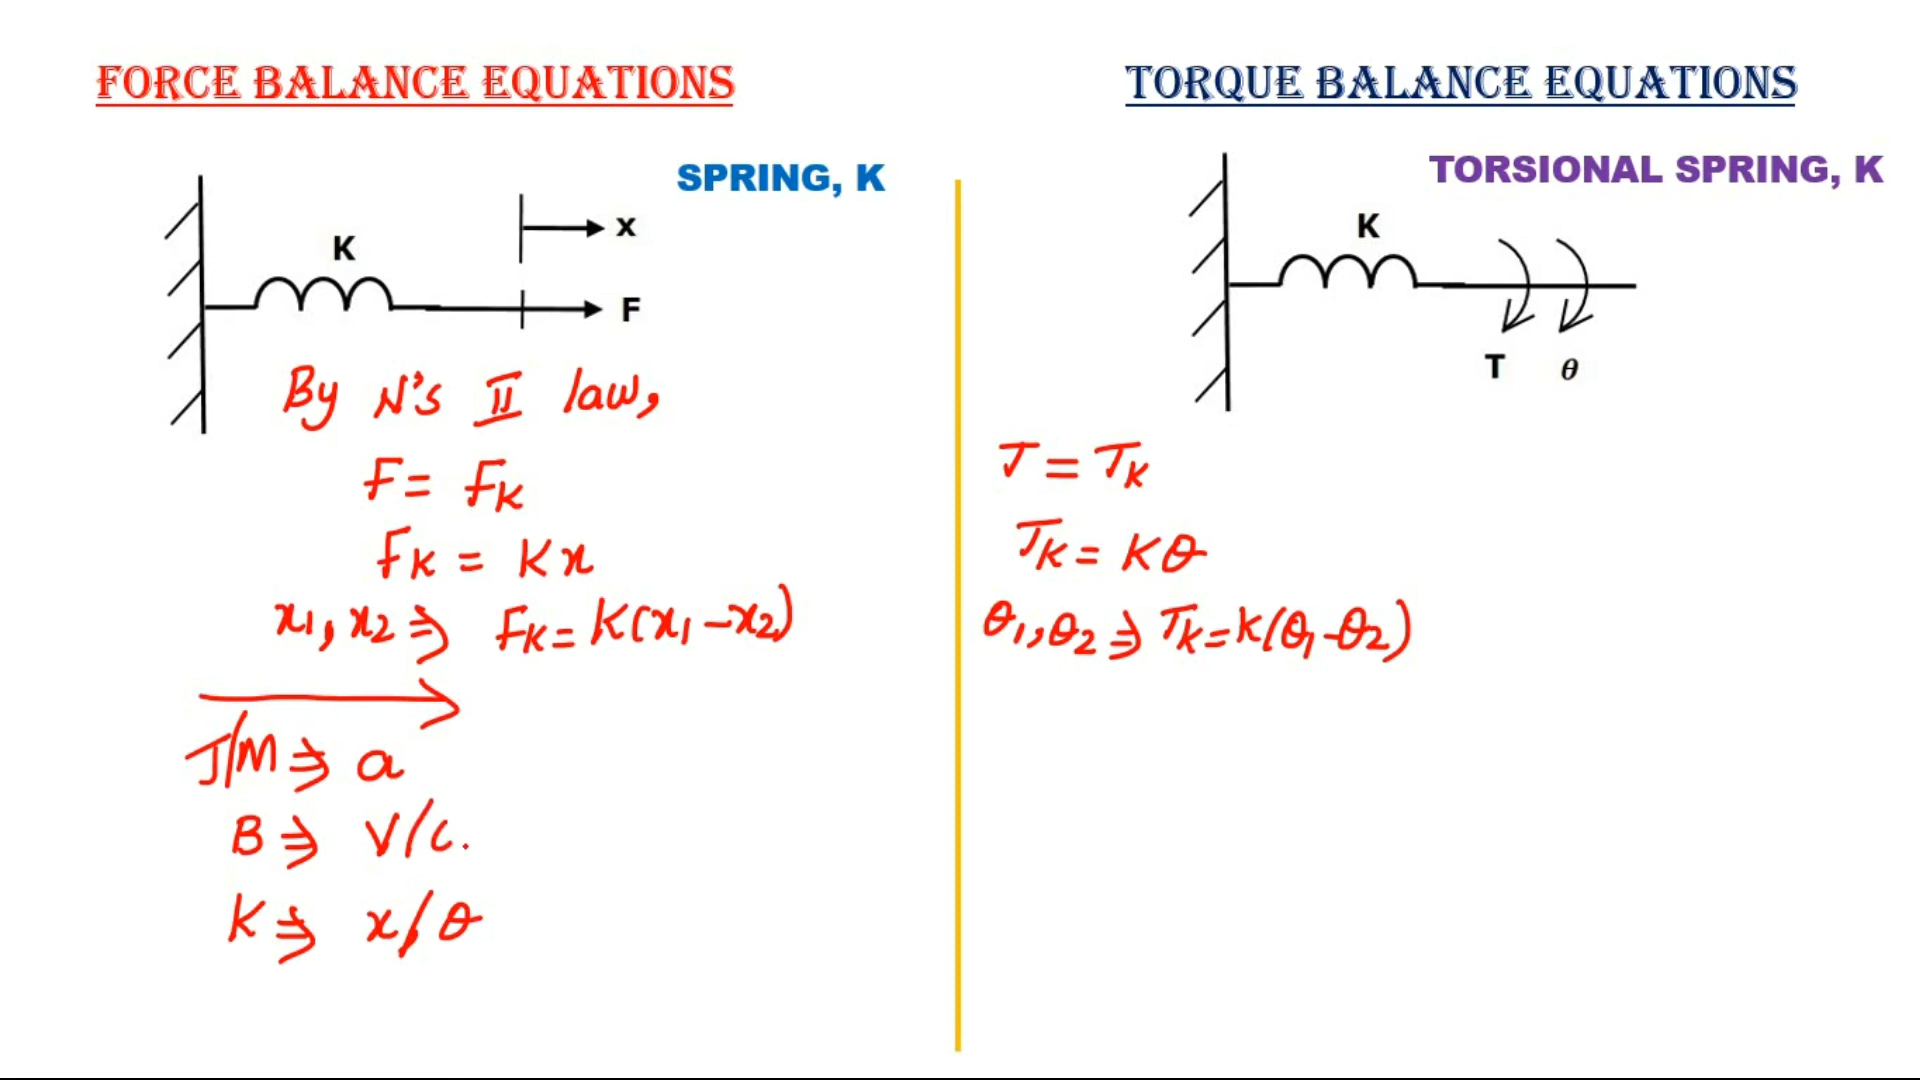 FORCE BALANCE EQUATIONS
SPRING, K
K
x
F
By N's II law,
F = FK
FK = Kx
x1, x2 ⇒ FK = K(x1 - x2)
J/M ⇒ a
B ⇒ V/
K ⇒ x/θ
TORQUE BALANCE EQUATIONS
TORSIONAL SPRING, K
K
T θ
T = TK
TK = Kθ
θ1, θ2 ⇒ TK = K(θ1 - θ2)